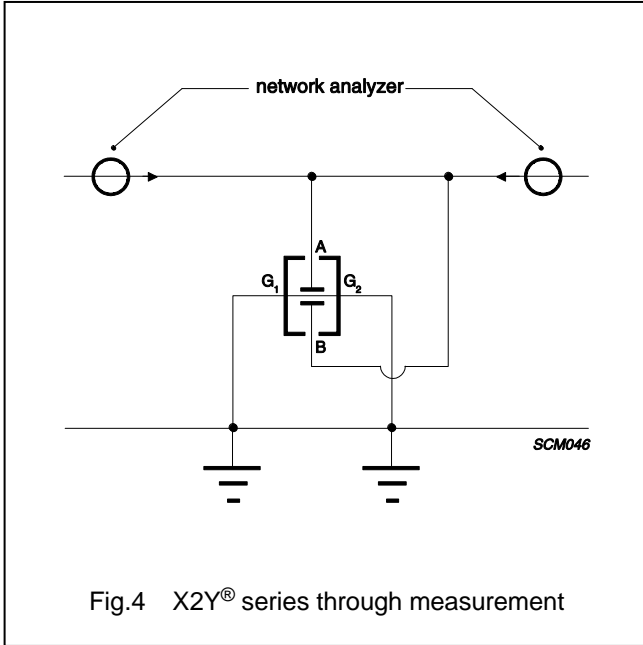 network analyzer
A
G1 G2
B
SCM046
Fig.4 X2Y® series through measurement